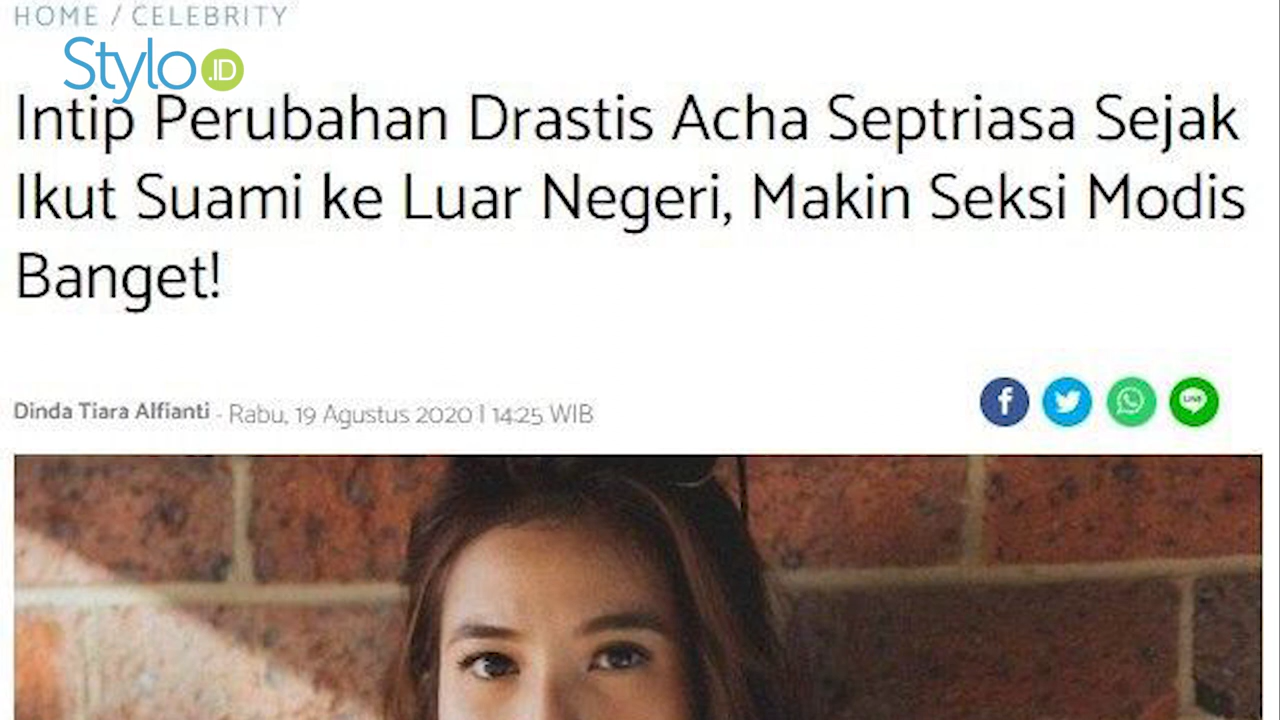 HOME / CELEBRITY
Stylo.ID
Intip Perubahan Drastis Acha Septriasa Sejak
Ikut Suami ke Luar Negeri, Makin Seksi Modis
Banget!
Dinda Tiara Alfianti - Rabu, 19 Agustus 2020 | 14:25 WIB
LINE